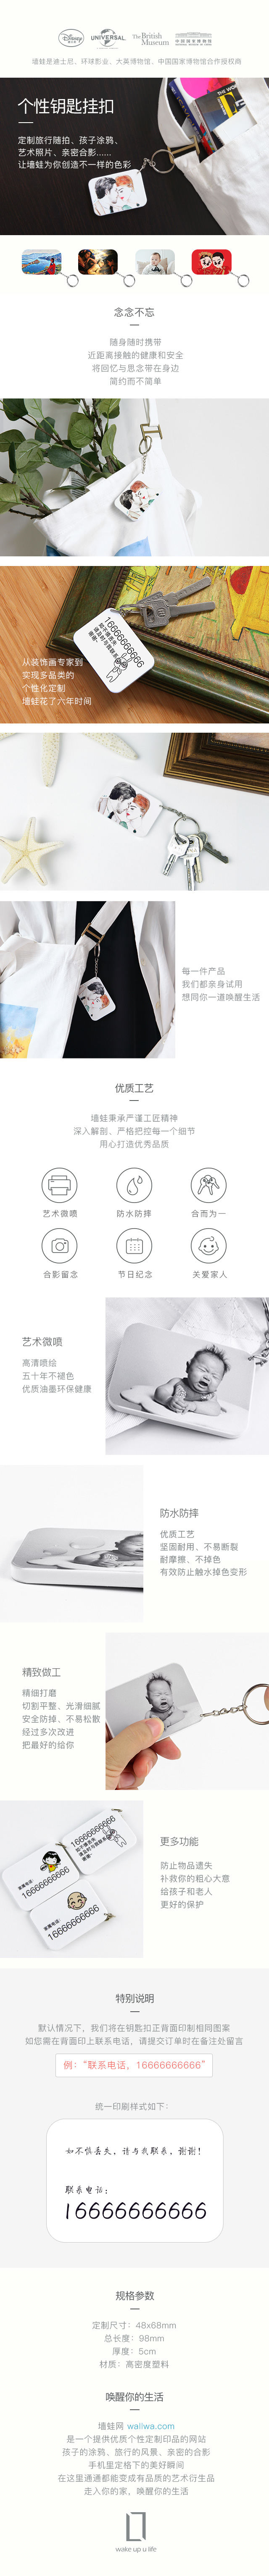 Disney
UNIVERSAL
The British Museum
中国国家博物馆
墙蛙是迪士尼、环球影业、大英博物馆、中国国家博物馆合作授权商
个性钥匙挂扣
定制旅行随拍、孩子涂鸦、
艺术照片、亲密合影......
让墙蛙为你创造不一样的色彩
念念不忘
随身随时携带
近距离接触的健康和安全
将回忆与思念带在身边
简约而不简单
16666666666
从装饰画专家到
实现多品类的
个性化定制
墙蛙花了六年时间
每一件产品
我们都亲身试用
想同你一道唤醒生活
优质工艺
墙蛙秉承严谨工匠精神
深入解剖、严格把控每一个细节
用心打造优秀品质
艺术微喷
防水防摔
合而为一
合影留念
节日纪念
关爱家人
艺术微喷
高清喷绘
五十年不褪色
优质油墨环保健康
防水防摔
优质工艺
坚固耐用、不易断裂
耐摩擦、不掉色
有效防止触水掉色变形
精致做工
精细打磨
切割平整、光滑细腻
安全防掉、不易松散
经过多次改进
把最好的给你
16666666666
16666666666
16666666666
更多功能
防止物品遗失
补救你的粗心大意
给孩子和老人
更好的保护
特别说明
默认情况下，我们将在钥匙扣正背面印制相同图案
如您需在背面印上联系电话，请提交订单时在备注处留言
例：“联系电话，16666666666”
统一印刷样式如下：
如不慎丢失，请与我联系，谢谢！
联系电话：
16666666666
规格参数
定制尺寸：48x68mm
总长度：98mm
厚度：5cm
材质：高密度塑料
唤醒你的生活
墙蛙网 waliwa.com
是一个提供优质个性定制印品的网站
孩子的涂鸦、旅行的风景、亲密的合影
手机里定格下的美好瞬间
在这里通通都能变成有品质的艺术衍生品
走入你的家，唤醒你的生活
wake up u life